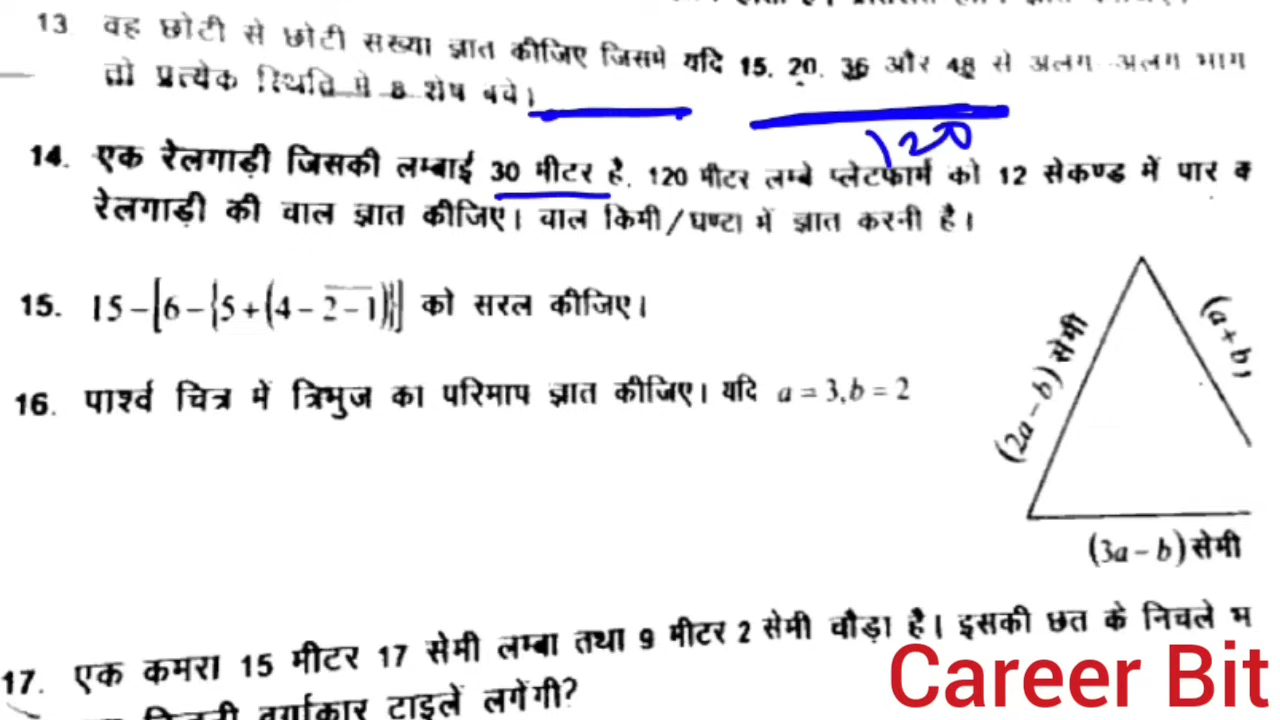 13 वह छोटी से छोटी सख्या ज्ञात कीजिए जिसमे यदि 15. 20. 36 और 48 से अलग अलग भाग
तो प्रत्येक स्थिति मे 8 शेष बचे।
120
14. एक रेलगाड़ी जिसकी लम्बाई 30 मीटर है. 120 मीटर लम्बे प्लेटफार्म को 12 सेकण्ड में पार क
रेलगाड़ी की चाल ज्ञात कीजिए। चाल किमी/घण्टा में ज्ञात करनी है।
15. 15-[6-{5+(4-2̅-̅1̅)}] को सरल कीजिए।
16. पार्श्व चित्र में त्रिभुज का परिमाप ज्ञात कीजिए। यदि a = 3, b = 2
(2a - b) सेमी
(a + b)
(3a - b) सेमी
17. एक कमरा 15 मीटर 17 सेमी लम्बा तथा 9 मीटर 2 सेमी चौड़ा है। इसकी छत के निचले भ
वर्गाकार टाइलें लगेंगी?
Career Bit